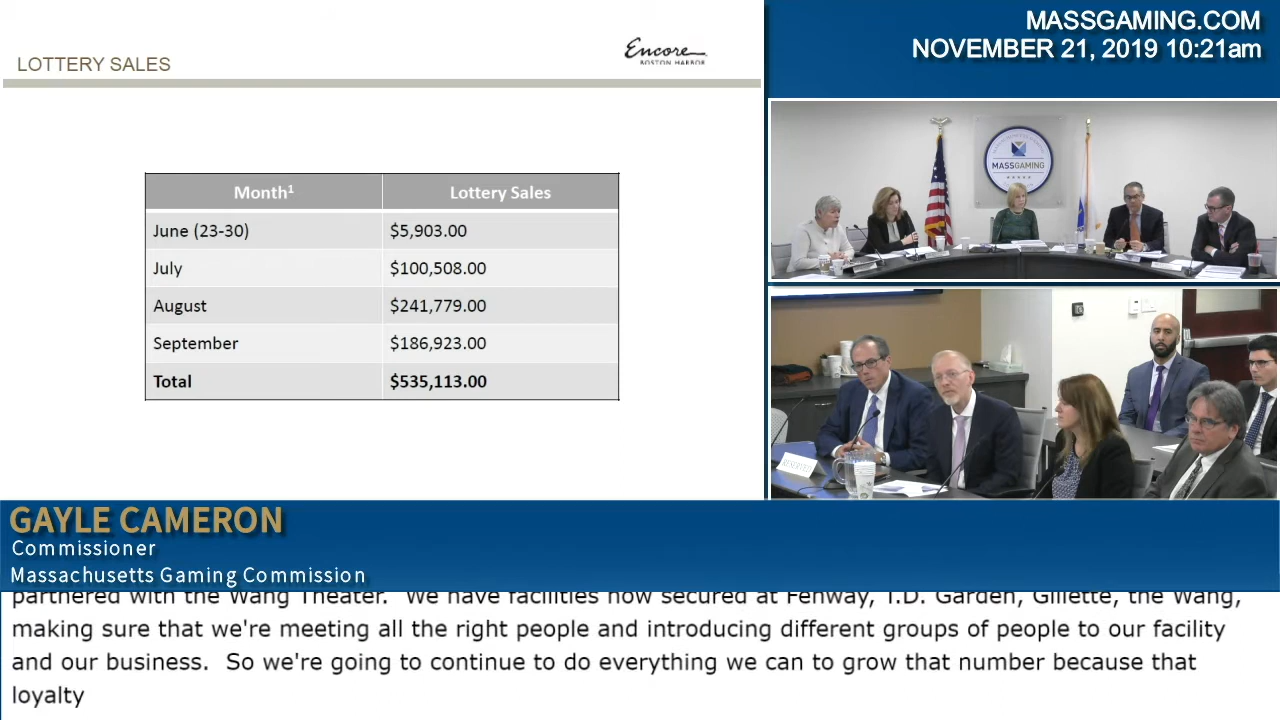 LOTTERY SALES
Encore
BOSTON HARBOR
Month¹ Lottery Sales
June (23-30) $5,903.00
July $100,508.00
August $241,779.00
September $186,923.00
Total $535,113.00
MASSGAMING.COM
NOVEMBER 21, 2019 10:21am
MASSGAMING
RESERVED
GAYLE CAMERON
Commissioner
Massachusetts Gaming Commission
partnered with the Wang Theater. We have facilities now secured at Fenway, T.D. Garden, Gillette, the Wang,
making sure that we're meeting all the right people and introducing different groups of people to our facility
and our business. So we're going to continue to do everything we can to grow that number because that
loyalty